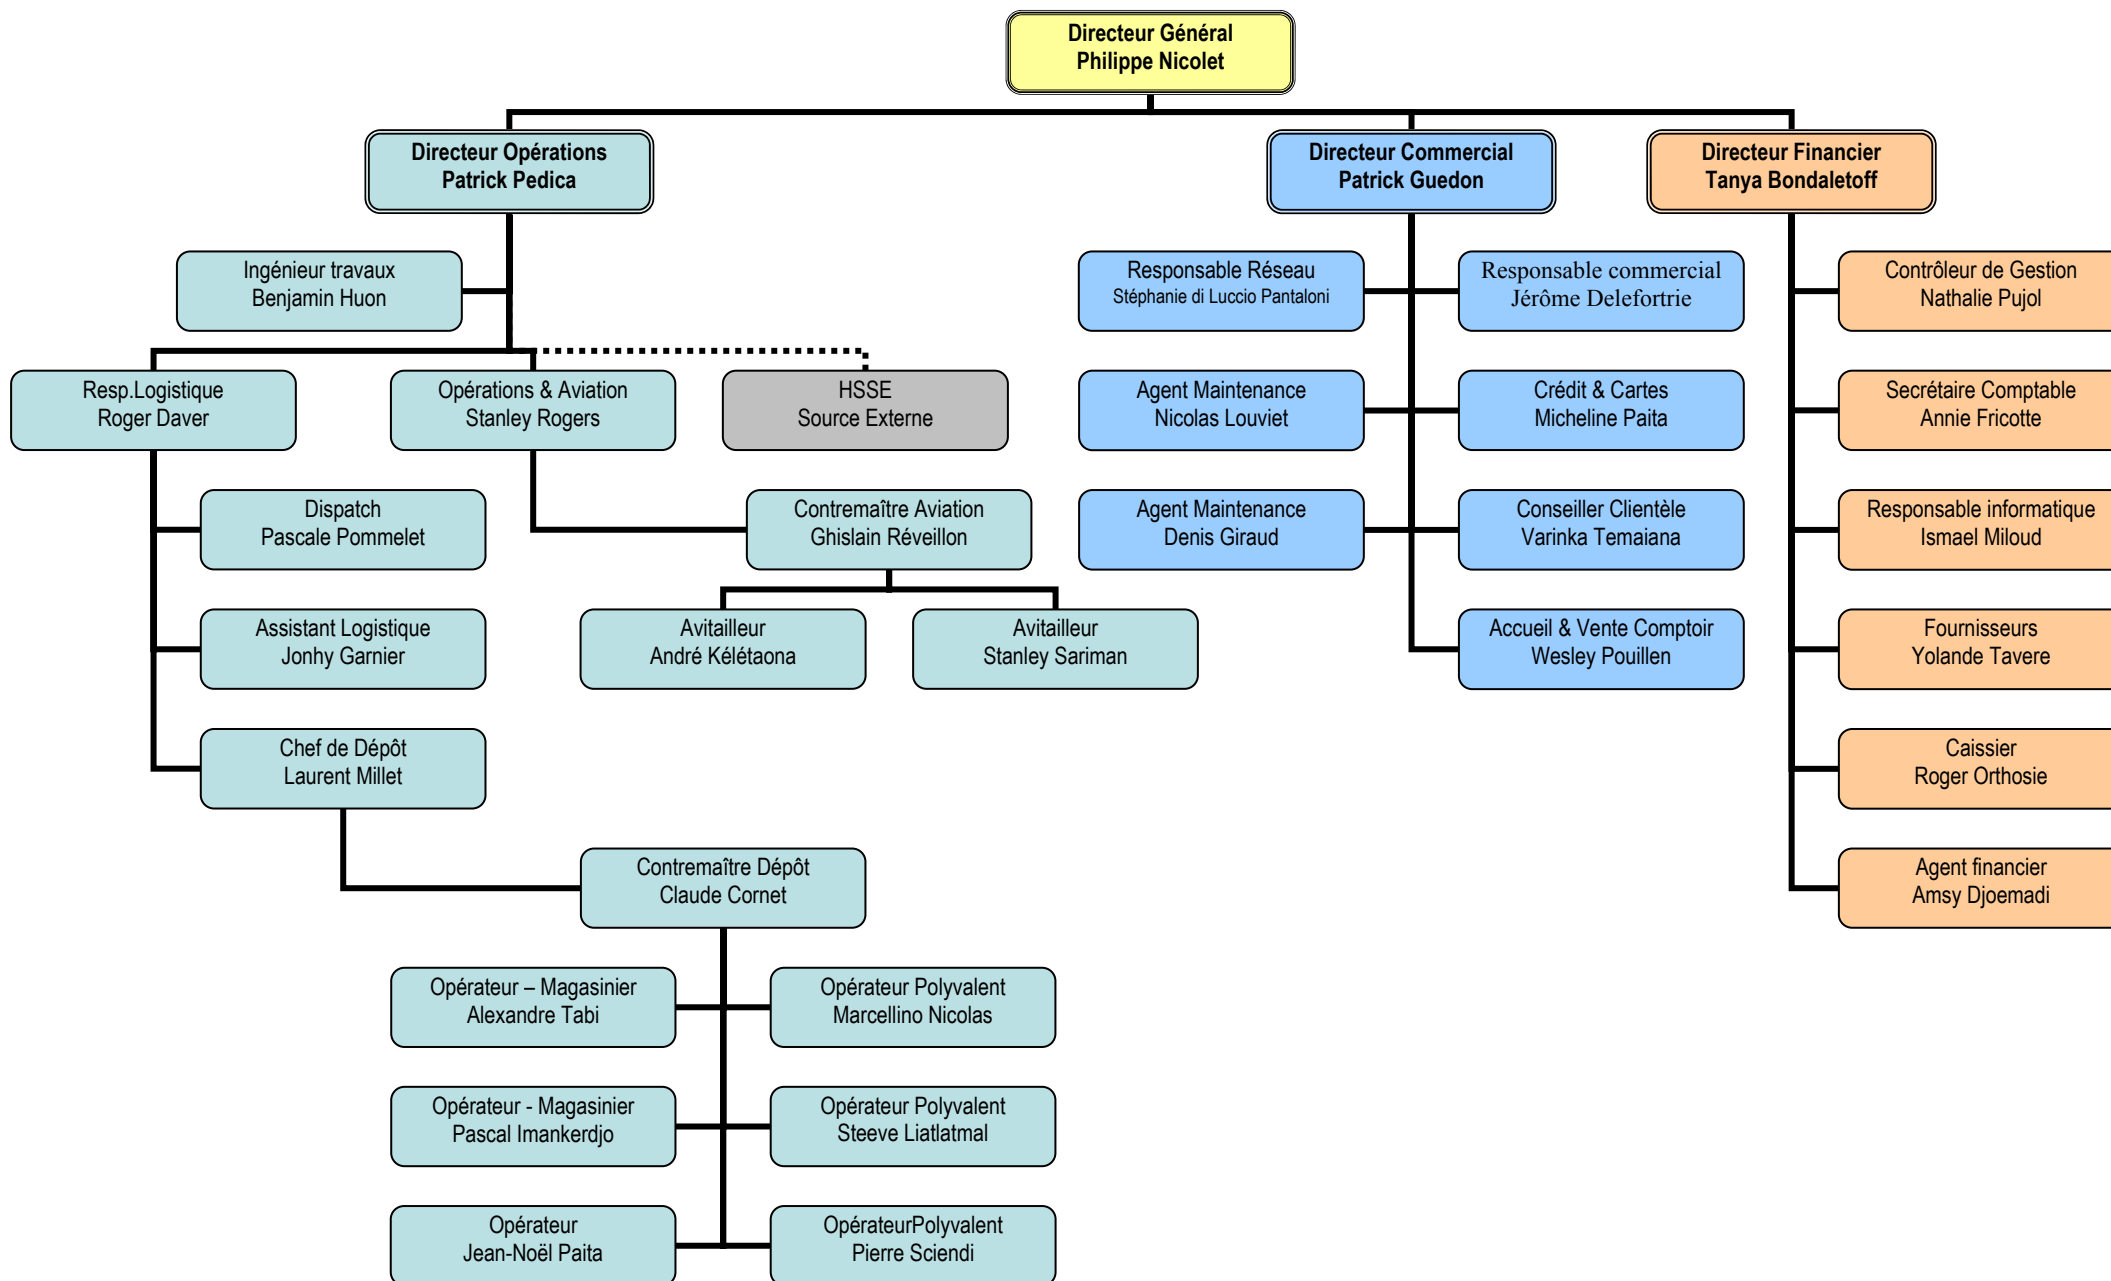 Directeur Général
Philippe Nicolet
Directeur Opérations
Patrick Pedica
Directeur Commercial
Patrick Guedon
Directeur Financier
Tanya Bondaletoff
Ingénieur travaux
Benjamin Huon
Responsable Réseau
Stéphanie di Luccio Pantaloni
Responsable commercial
Jérôme Delefortrie
Contrôleur de Gestion
Nathalie Pujol
Resp.Logistique
Roger Daver
Opérations & Aviation
Stanley Rogers
HSSE
Source Externe
Agent Maintenance
Nicolas Louviet
Crédit & Cartes
Micheline Paita
Secrétaire Comptable
Annie Fricotte
Dispatch
Pascale Pommelet
Contremaître Aviation
Ghislain Réveillon
Agent Maintenance
Denis Giraud
Conseiller Clientèle
Varinka Temaiana
Responsable informatique
Ismael Miloud
Assistant Logistique
Jonhy Garnier
Avitailleur
André Kélétaona
Avitailleur
Stanley Sariman
Accueil & Vente Comptoir
Wesley Pouillen
Fournisseurs
Yolande Tavere
Chef de Dépôt
Laurent Millet
Caissier
Roger Orthosie
Contremaître Dépôt
Claude Cornet
Agent financier
Amsy Djoemadi
Opérateur – Magasinier
Alexandre Tabi
Opérateur Polyvalent
Marcellino Nicolas
Opérateur - Magasinier
Pascal Imankerdjo
Opérateur Polyvalent
Steeve Liatlatmal
Opérateur
Jean-Noël Paita
OpérateurPolyvalent
Pierre Sciendi